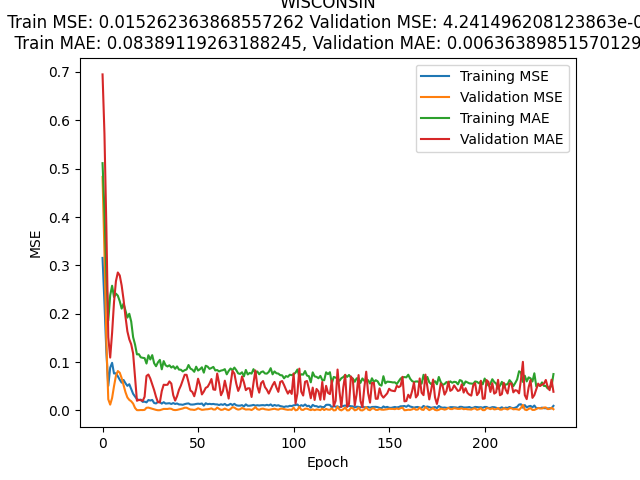 WISCONSIN
Train MSE: 0.015262363868557262 Validation MSE: 4.241496208123863e-0
Train MAE: 0.08389119263188245, Validation MAE: 0.00636389851570129
Training MSE
Validation MSE
Training MAE
Validation MAE
0.7
0.6
0.5
0.4
0.3
0.2
0.1
0.0
MSE
0 50 100 150 200
Epoch